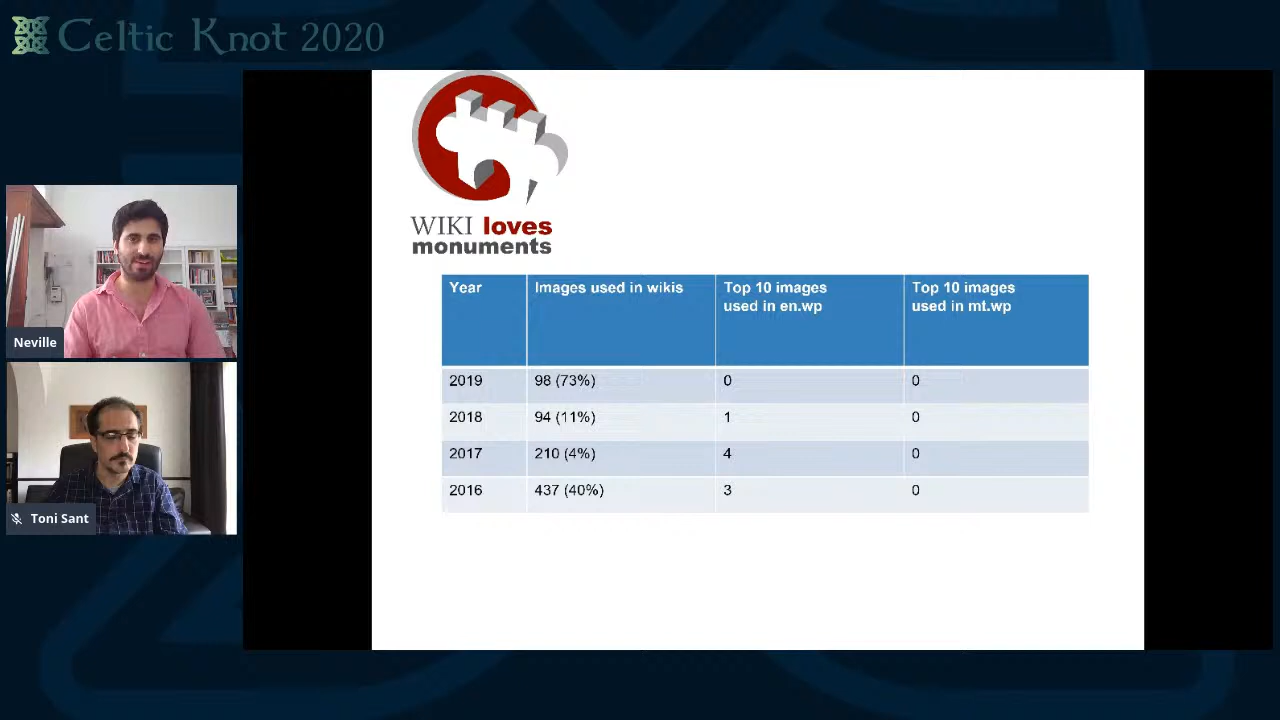 Celtic Knot 2020
WIKI loves
monuments
Year Images used in wikis Top 10 images
used in en.wp Top 10 images
used in mt.wp
2019 98 (73%) 0 0
2018 94 (11%) 1 0
2017 210 (4%) 4 0
2016 437 (40%) 3 0
Neville
Toni Sant